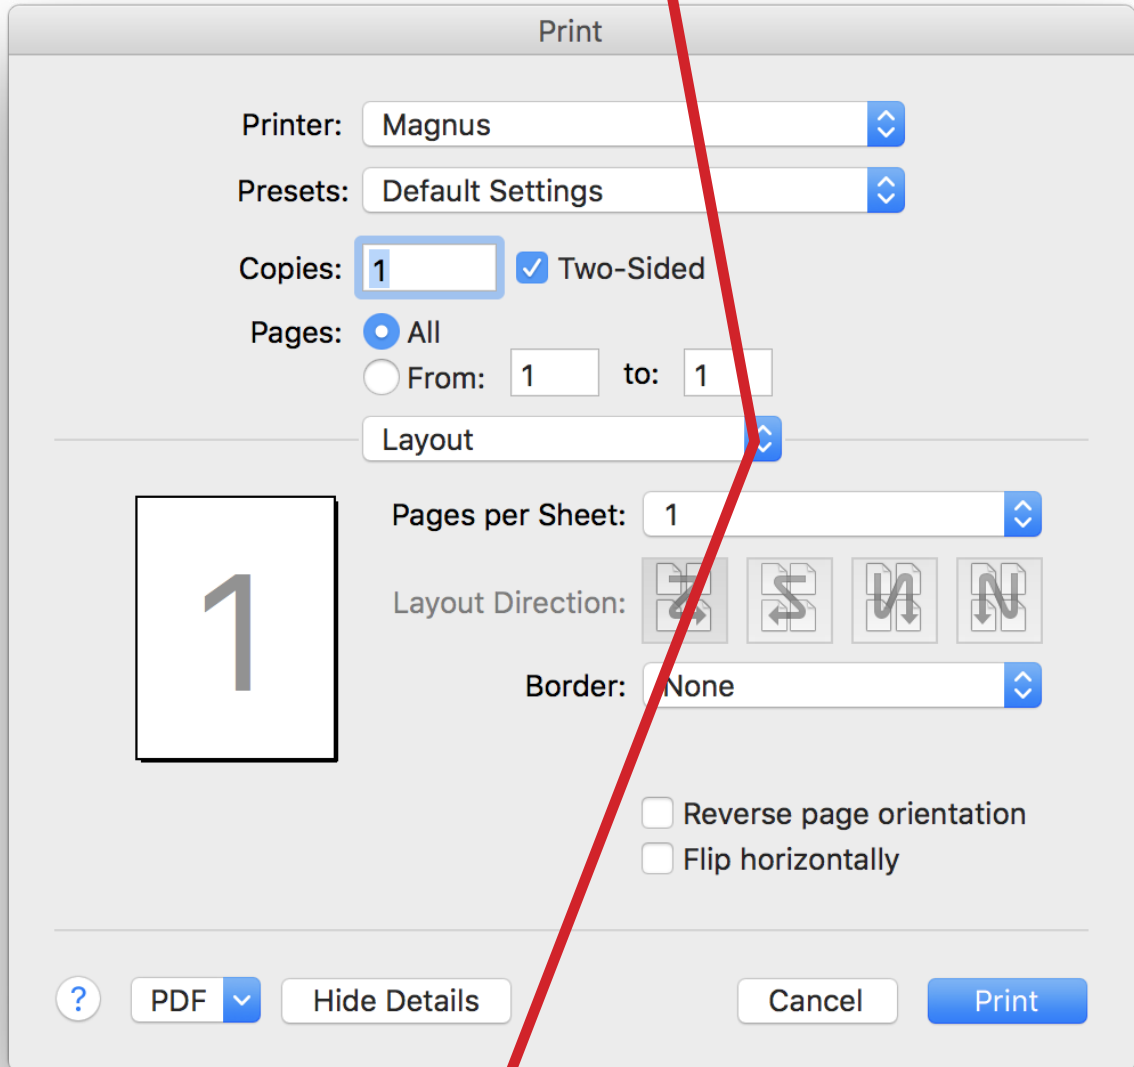 Print
Printer: Magnus
Presets: Default Settings
Copies: 1 Two-Sided
Pages: All
From: 1 to: 1
Layout
1
Pages per Sheet: 1
Layout Direction:
Border: None
Reverse page orientation
Flip horizontally
? PDF Hide Details Cancel Print